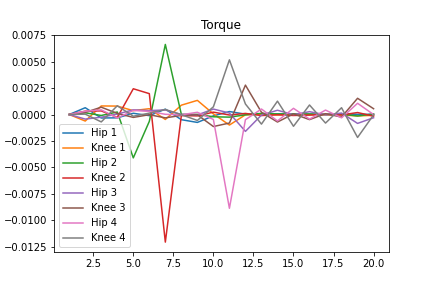 Torque
0.0075
0.0050
0.0025
0.0000
−0.0025
−0.0050
−0.0075
−0.0100
−0.0125
Hip 1
Knee 1
Hip 2
Knee 2
Hip 3
Knee 3
Hip 4
Knee 4
2.5 5.0 7.5 10.0 12.5 15.0 17.5 20.0